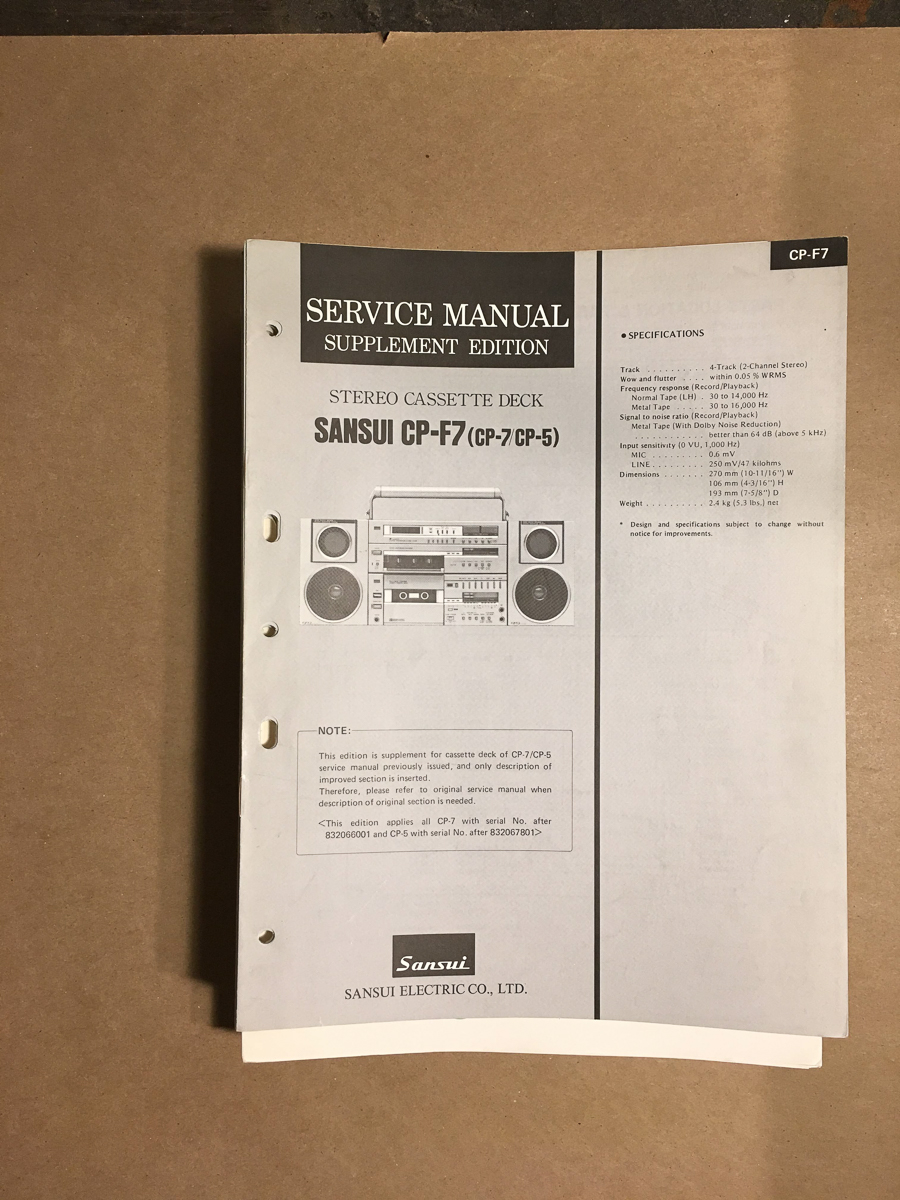 CP-F7
SERVICE MANUAL
SUPPLEMENT EDITION
STEREO CASSETTE DECK
SANSUI CP-F7 (CP-7/CP-5)
NOTE:
This edition is supplement for cassette deck of CP-7/CP-5
service manual previously issued, and only description of
improved section is inserted.
Therefore, please refer to original service manual when
description of original section is needed.
<This edition applies all CP-7 with serial No. after
832066001 and CP-5 with serial No. after 832067801>
Sansui
SANSUI ELECTRIC CO., LTD.
● SPECIFICATIONS
Track . . . . . . . . . . 4-Track (2-Channel Stereo)
Wow and flutter . . . . within 0.05 % WRMS
Frequency response (Record/Playback)
Normal Tape (LH) . . 30 to 14,000 Hz
Metal Tape . . . . . 30 to 16,000 Hz
Signal to noise ratio (Record/Playback)
Metal Tape (With Dolby Noise Reduction)
. . . . . . . . . . . . better than 64 dB (above 5 kHz)
Input sensitivity (0 VU, 1,000 Hz)
MIC . . . . . . . . . 0.6 mV
LINE . . . . . . . . . 250 mV/47 kilohms
Dimensions . . . . . . . 270 mm (10-11/16") W
106 mm (4-3/16") H
193 mm (7-5/8") D
Weight . . . . . . . . . . 2.4 kg (5.3 lbs.) net
* Design and specifications subject to change without
notice for improvements.